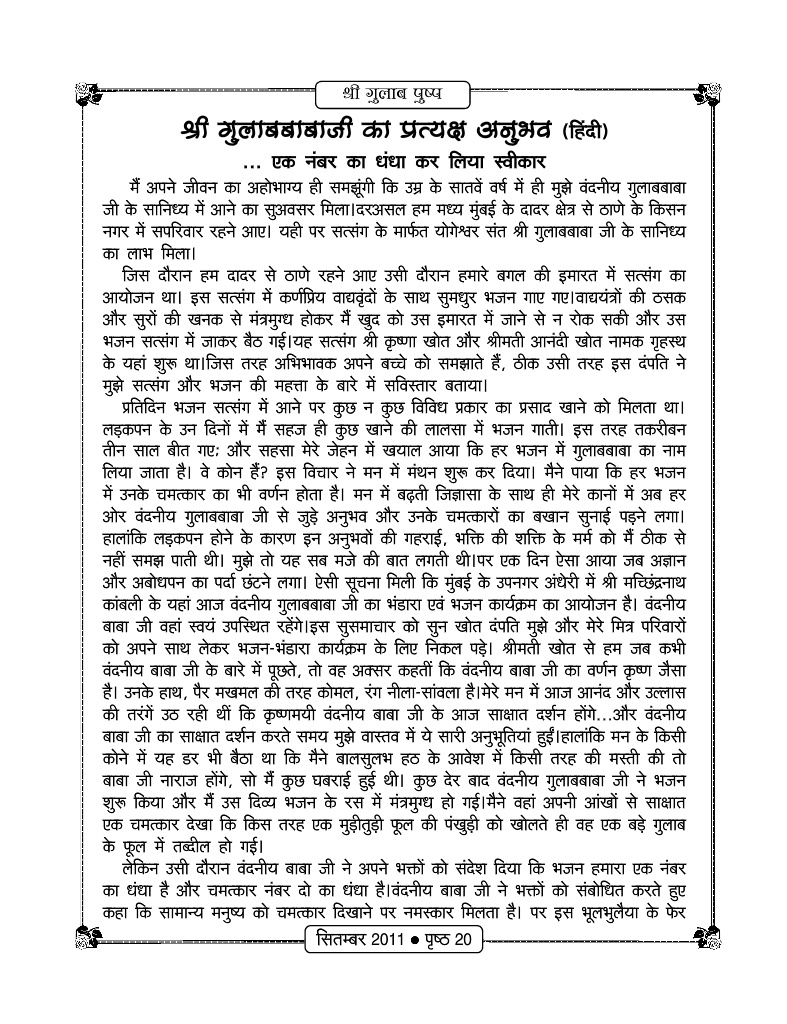 श्री गुलाब पुष्प
श्री गुलाबबाबाजी का प्रत्यक्ष अनुभव (हिंदी)
... एक नंबर का धंधा कर लिया स्वीकार
मैं अपने जीवन का अहोभाग्य ही समझूंगी कि उम्र के सातवें वर्ष में ही मुझे वंदनीय गुलाबबाबा
जी के सानिध्य में आने का सुअवसर मिला।दरअसल हम मध्य मुंबई के दादर क्षेत्र से ठाणे के किसन
नगर में सपरिवार रहने आए। यही पर सत्संग के मार्फत योगेश्वर संत श्री गुलाबबाबा जी के सानिध्य
का लाभ मिला।
जिस दौरान हम दादर से ठाणे रहने आए उसी दौरान हमारे बगल की इमारत में सत्संग का
आयोजन था। इस सत्संग में कर्णप्रिय वाद्यवृंदों के साथ सुमधुर भजन गाए गए।वाद्ययंत्रों की ठसक
और सुरों की खनक से मंत्रमुग्ध होकर मैं खुद को उस इमारत में जाने से न रोक सकी और उस
भजन सत्संग में जाकर बैठ गई।यह सत्संग श्री कृष्णा खोत और श्रीमती आनंदी खोत नामक गृहस्थ
के यहां शुरू था।जिस तरह अभिभावक अपने बच्चे को समझाते हैं, ठीक उसी तरह इस दंपति ने
मुझे सत्संग और भजन की महत्ता के बारे में सविस्तार बताया।
प्रतिदिन भजन सत्संग में आने पर कुछ न कुछ विविध प्रकार का प्रसाद खाने को मिलता था।
लड़कपन के उन दिनों में मैं सहज ही कुछ खाने की लालसा में भजन गाती। इस तरह तकरीबन
तीन साल बीत गए; और सहसा मेरे जेहन में खयाल आया कि हर भजन में गुलाबबाबा का नाम
लिया जाता है। वे कोन हैं? इस विचार ने मन में मंथन शुरू कर दिया। मैने पाया कि हर भजन
में उनके चमत्कार का भी वर्णन होता है। मन में बढ़ती जिज्ञासा के साथ ही मेरे कानों में अब हर
ओर वंदनीय गुलाबबाबा जी से जुड़े अनुभव और उनके चमत्कारों का बखान सुनाई पड़ने लगा।
हालांकि लड़कपन होने के कारण इन अनुभवों की गहराई, भक्ति की शक्ति के मर्म को मैं ठीक से
नहीं समझ पाती थी। मुझे तो यह सब मजे की बात लगती थी।पर एक दिन ऐसा आया जब अज्ञान
और अबोधपन का पर्दा छंटने लगा। ऐसी सूचना मिली कि मुंबई के उपनगर अंधेरी में श्री मच्छिंद्रनाथ
कांबली के यहां आज वंदनीय गुलाबबाबा जी का भंडारा एवं भजन कार्यक्रम का आयोजन है। वंदनीय
बाबा जी वहां स्वयं उपस्थित रहेंगे।इस सुसमाचार को सुन खोत दंपति मुझे और मेरे मित्र परिवारों
को अपने साथ लेकर भजन-भंडारा कार्यक्रम के लिए निकल पड़े। श्रीमती खोत से हम जब कभी
वंदनीय बाबा जी के बारे में पूछते, तो वह अक्सर कहतीं कि वंदनीय बाबा जी का वर्णन कृष्ण जैसा
है। उनके हाथ, पैर मखमल की तरह कोमल, रंग नीला-सांवला है।मेरे मन में आज आनंद और उल्लास
की तरंगें उठ रही थीं कि कृष्णमयी वंदनीय बाबा जी के आज साक्षात दर्शन होंगे...और वंदनीय
बाबा जी का साक्षात दर्शन करते समय मुझे वास्तव में ये सारी अनुभूतियां हुईं।हालांकि मन के किसी
कोने में यह डर भी बैठा था कि मैने बालसुलभ हठ के आवेश में किसी तरह की मस्ती की तो
बाबा जी नाराज होंगे, सो मैं कुछ घबराई हुई थी। कुछ देर बाद वंदनीय गुलाबबाबा जी ने भजन
शुरू किया और मैं उस दिव्य भजन के रस में मंत्रमुग्ध हो गई।मैने वहां अपनी आंखों से साक्षात
एक चमत्कार देखा कि किस तरह एक मुड़ीतुड़ी फूल की पंखुड़ी को खोलते ही वह एक बड़े गुलाब
के फूल में तब्दील हो गई।
लेकिन उसी दौरान वंदनीय बाबा जी ने अपने भक्तों को संदेश दिया कि भजन हमारा एक नंबर
का धंधा है और चमत्कार नंबर दो का धंधा है।वंदनीय बाबा जी ने भक्तों को संबोधित करते हुए
कहा कि सामान्य मनुष्य को चमत्कार दिखाने पर नमस्कार मिलता है। पर इस भूलभुलैया के फेर
सितम्बर 2011 ● पृष्ठ 20